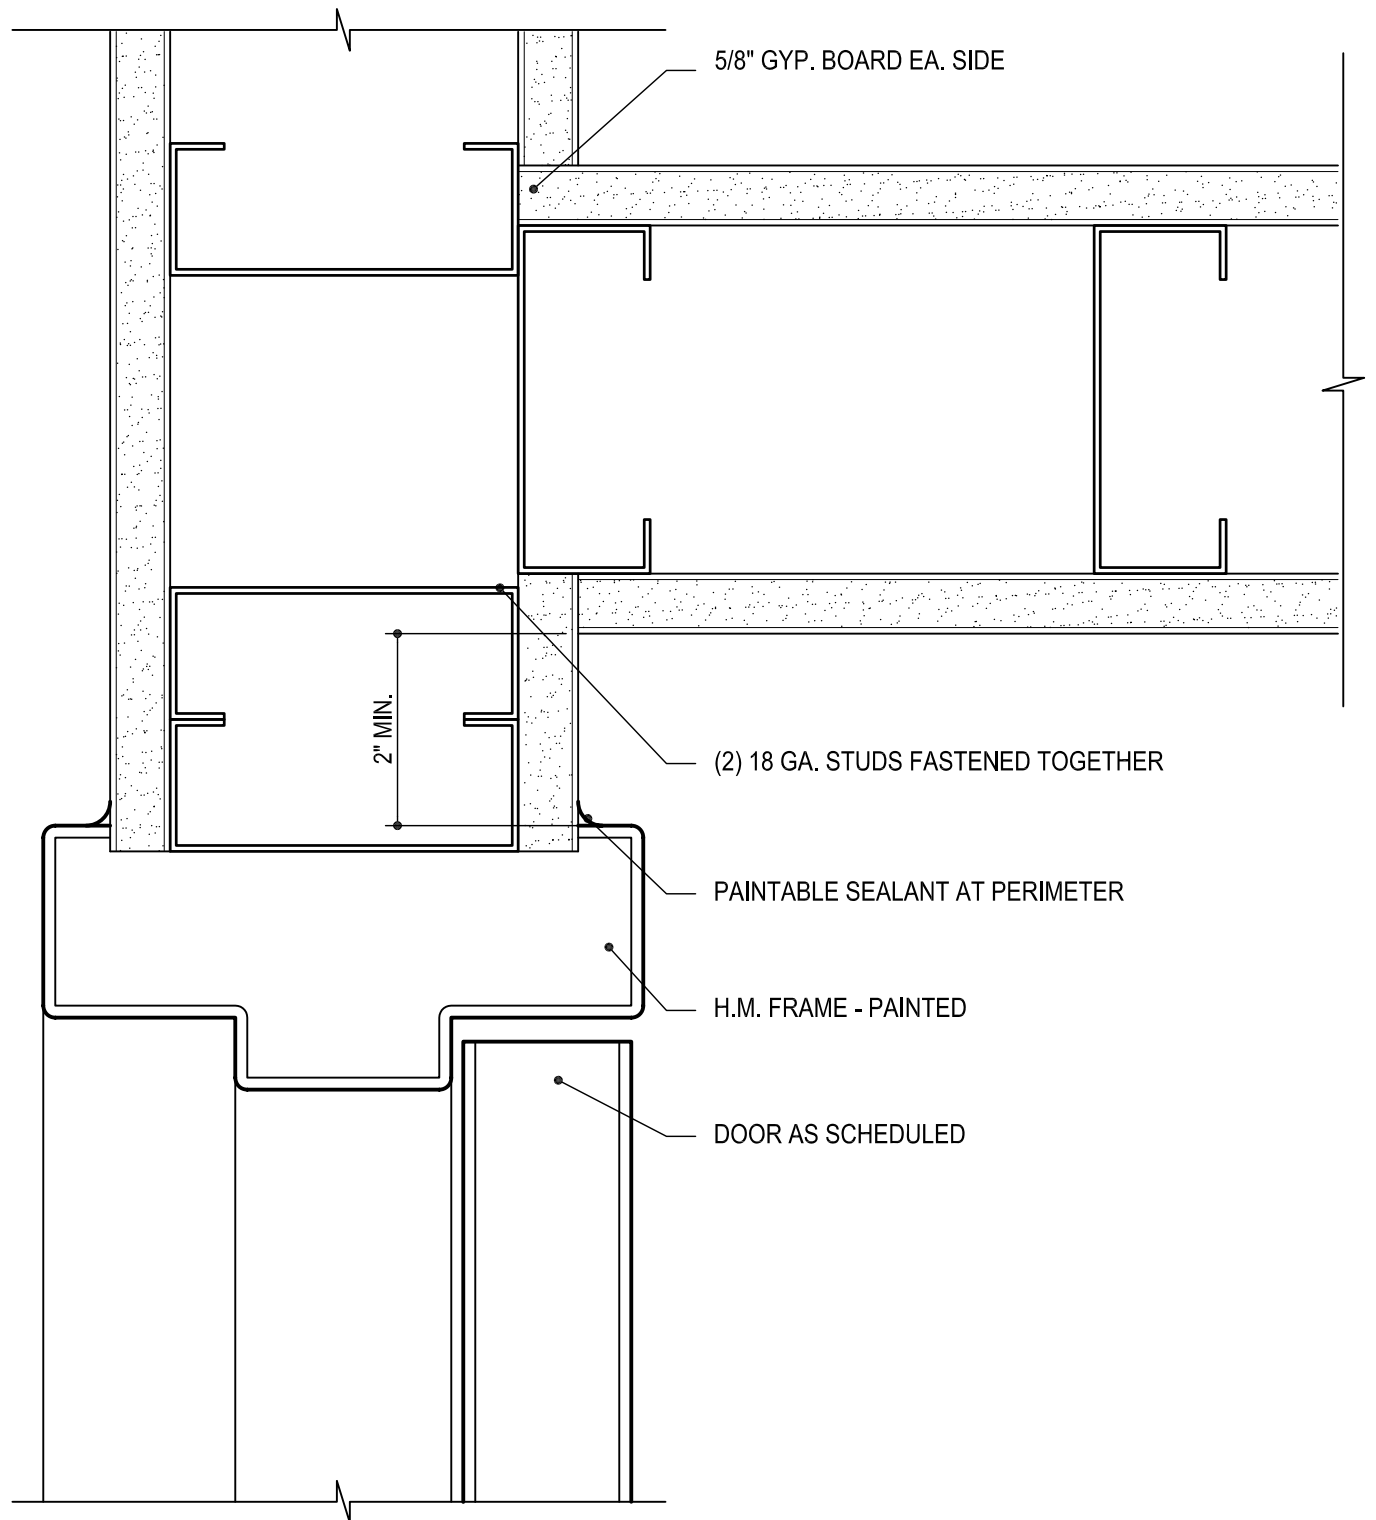 5/8" GYP. BOARD EA. SIDE
2" MIN.
(2) 18 GA. STUDS FASTENED TOGETHER
PAINTABLE SEALANT AT PERIMETER
H.M. FRAME - PAINTED
DOOR AS SCHEDULED